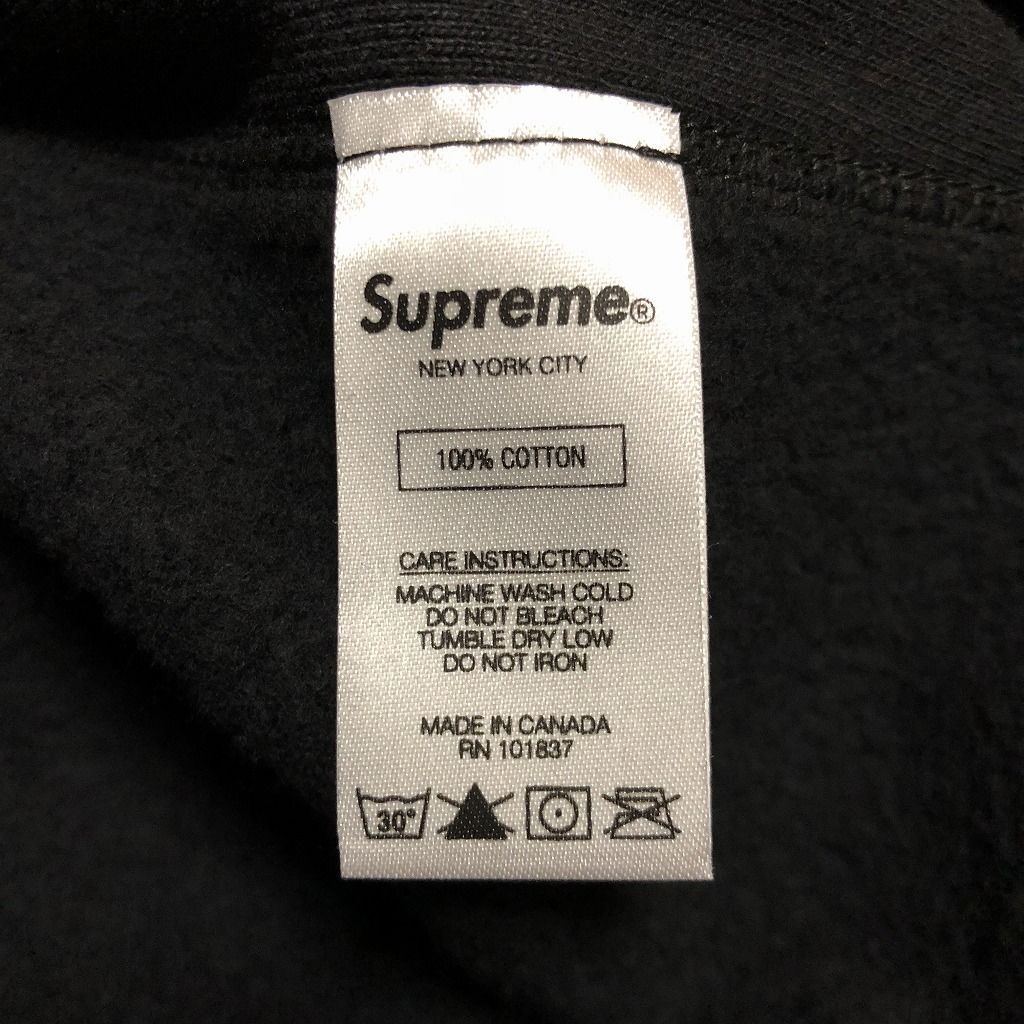 Supreme®
NEW YORK CITY
100% COTTON
CARE INSTRUCTIONS:
MACHINE WASH COLD
DO NOT BLEACH
TUMBLE DRY LOW
DO NOT IRON
MADE IN CANADA
RN 101837
30°